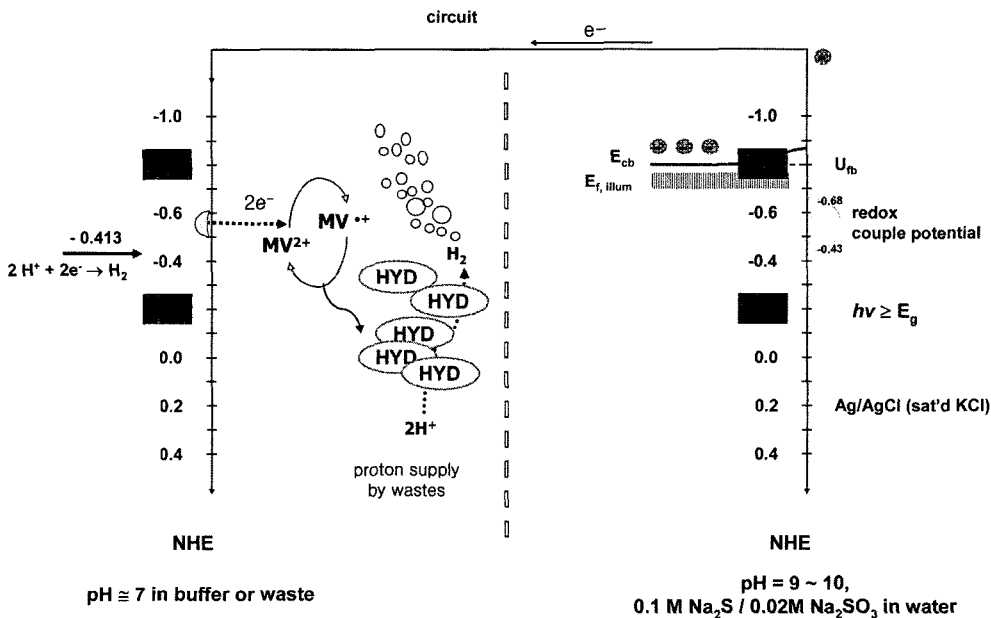 circuit
e–
-1.0
-0.6
-0.4
0.0
0.2
0.4
NHE
- 0.413
2 H⁺ + 2e⁻ → H₂
2e⁻
MV²⁺
MV •+
H₂
HYD
HYD
HYD
HYD
HYD
2H⁺
proton supply
by wastes
pH ≅ 7 in buffer or waste
-1.0
-0.6
-0.4
0.0
0.2
0.4
NHE
E_cb
E_f, illum
U_fb
-0.68
-0.43
redox
couple potential
hν ≥ E_g
Ag/AgCl (sat'd KCl)
pH = 9 ~ 10,
0.1 M Na₂S / 0.02M Na₂SO₃ in water